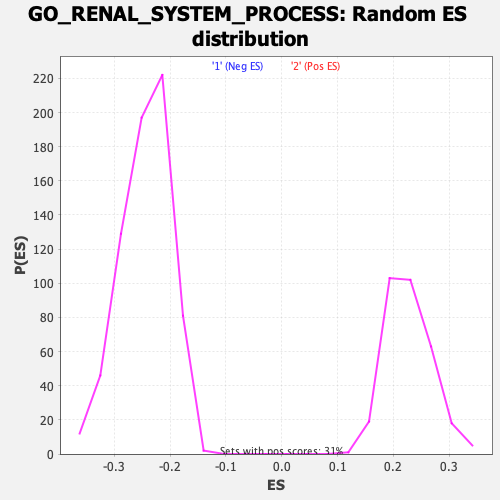 GO_RENAL_SYSTEM_PROCESS: Random ES
distribution
'1' (Neg ES) '2' (Pos ES)
220
200
180
160
140
120
100
80
60
40
20
0
P(ES)
Sets with pos scores: 31%
-0.3 -0.2 -0.1 0.0 0.1 0.2 0.3
ES